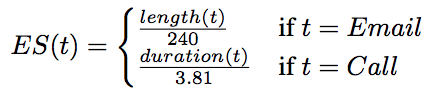 ES(t) = { length(t) / 240 if t = Email
duration(t) / 3.81 if t = Call